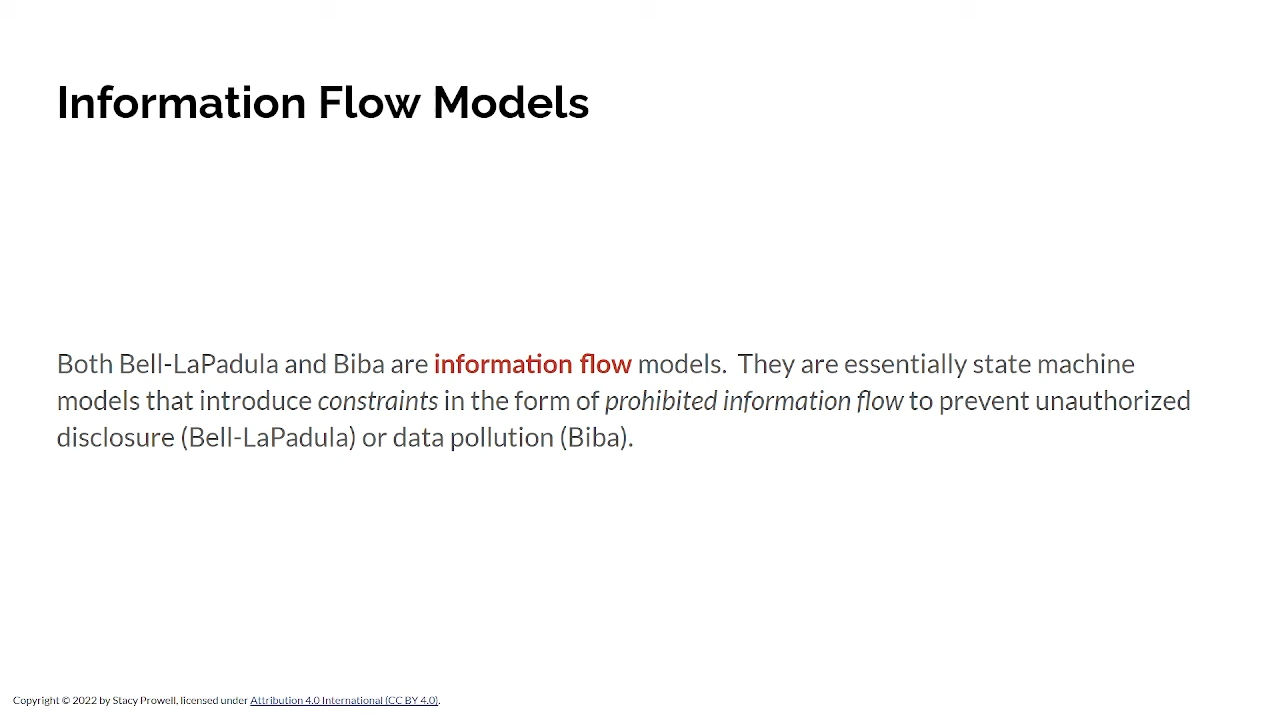 Information Flow Models
Both Bell-LaPadula and Biba are information flow models.  They are essentially state machine
models that introduce constraints in the form of prohibited information flow to prevent unauthorized
disclosure (Bell-LaPadula) or data pollution (Biba).
Copyright © 2022 by Stacy Prowell, licensed under Attribution 4.0 International (CC BY 4.0).